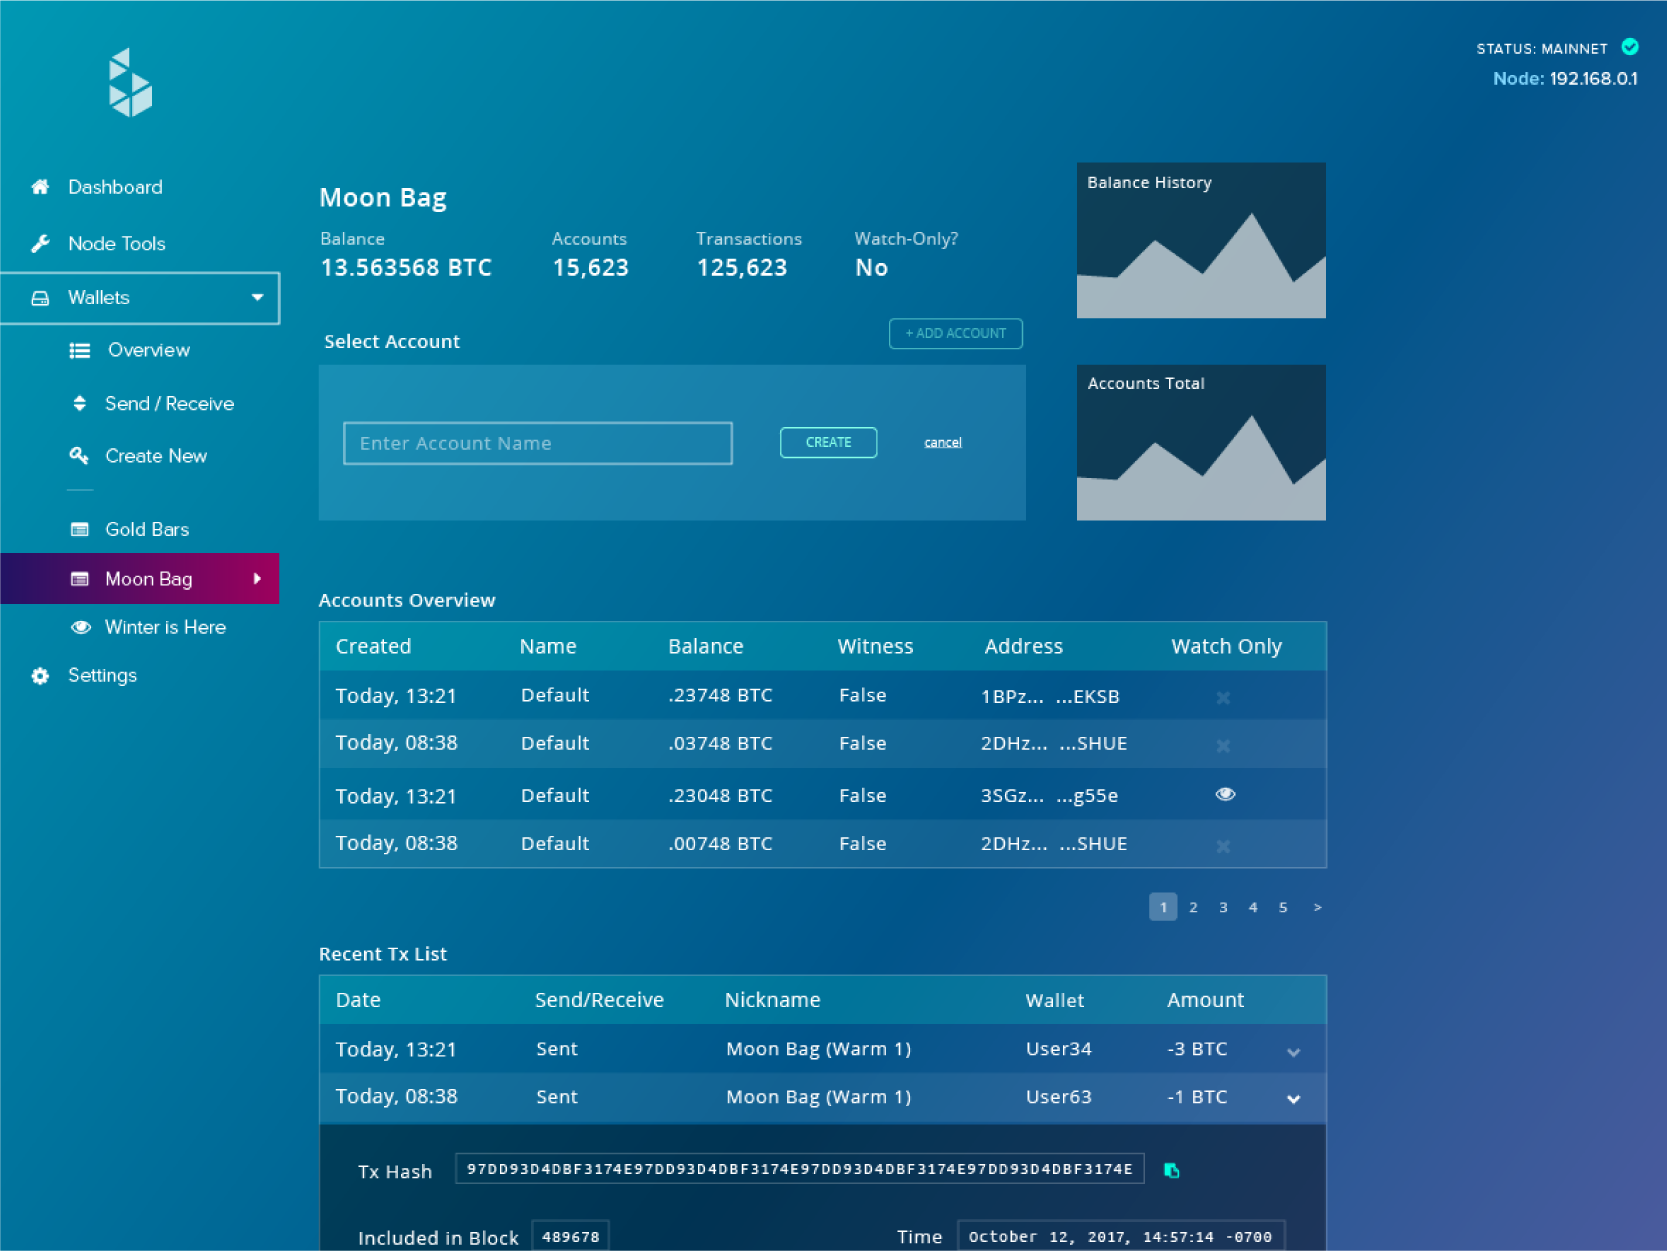 STATUS: MAINNET
Node: 192.168.0.1
Dashboard
Node Tools
Wallets
Overview
Send / Receive
Create New
Gold Bars
Moon Bag
Winter is Here
Settings
Moon Bag
Balance Accounts Transactions Watch-Only?
13.563568 BTC 15,623 125,623 No
Select Account + ADD ACCOUNT
Enter Account Name CREATE cancel
Balance History
Accounts Total
Accounts Overview
Created Name Balance Witness Address Watch Only
Today, 13:21 Default .23748 BTC False 1BPz... ...EKSB
Today, 08:38 Default .03748 BTC False 2DHz... ...SHUE
Today, 13:21 Default .23048 BTC False 3SGz... ...g55e
Today, 08:38 Default .00748 BTC False 2DHz... ...SHUE
1 2 3 4 5 >
Recent Tx List
Date Send/Receive Nickname Wallet Amount
Today, 13:21 Sent Moon Bag (Warm 1) User34 -3 BTC
Today, 08:38 Sent Moon Bag (Warm 1) User63 -1 BTC
Tx Hash 97DD93D4DBF3174E97DD93D4DBF3174E97DD93D4DBF3174E97DD93D4DBF3174E
Included in Block 489678 Time October 12, 2017, 14:57:14 -0700